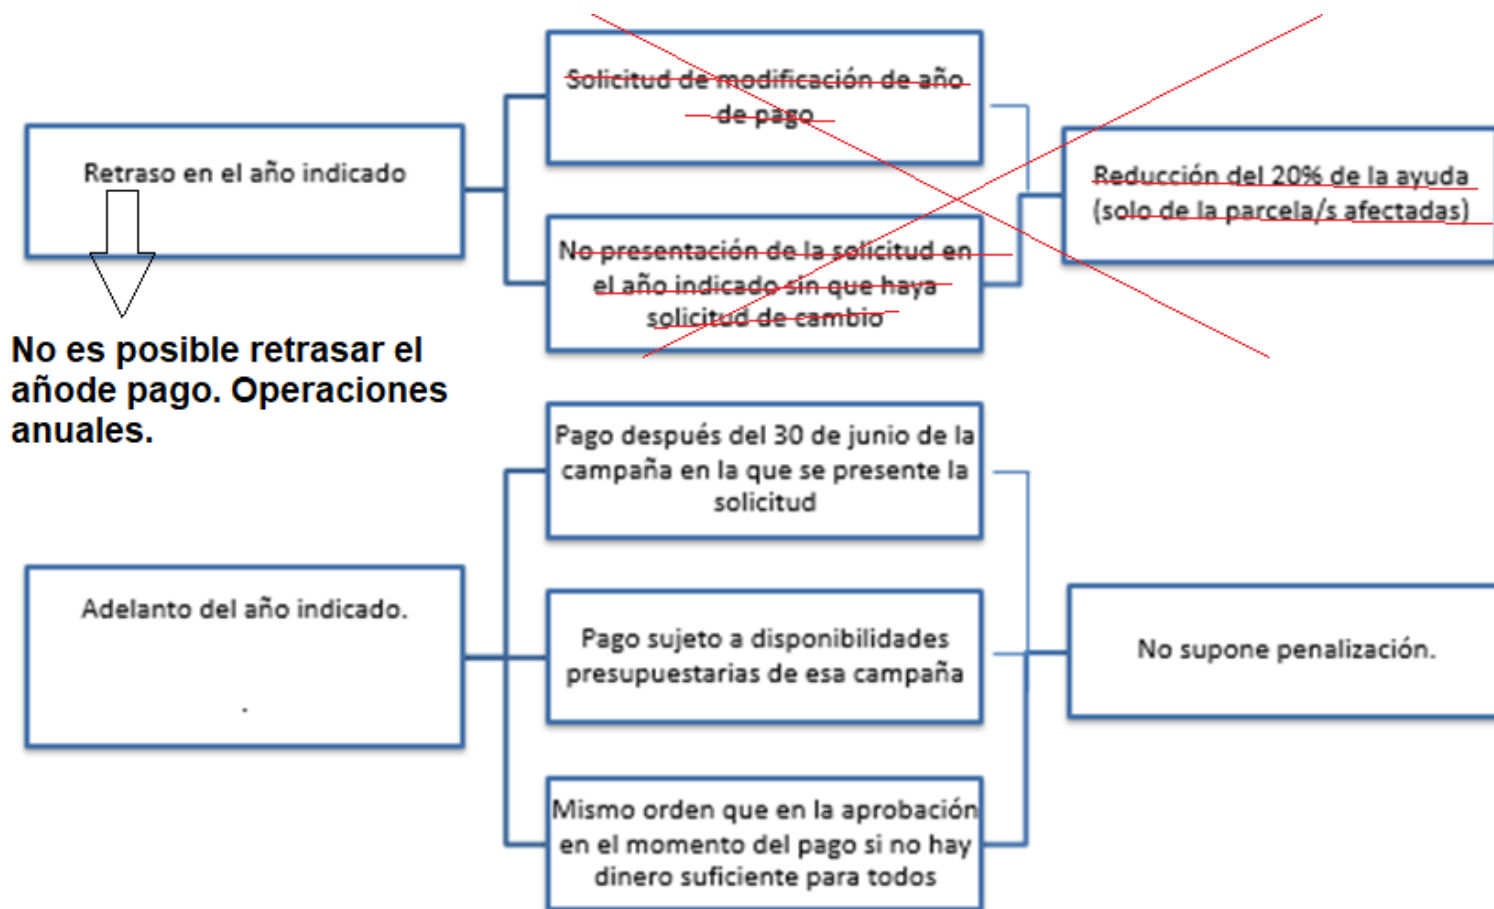 Solicitud de modificación de año
de pago
Retraso en el año indicado
No presentación de la solicitud en
el año indicado sin que haya
solicitud de cambio
Reducción del 20% de la ayuda
(solo de la parcela/s afectadas)
No es posible retrasar el
añode pago. Operaciones
anuales.
Pago después del 30 de junio de la
campaña en la que se presente la
solicitud
Adelanto del año indicado.
.
Pago sujeto a disponibilidades
presupuestarias de esa campaña
Mismo orden que en la aprobación
en el momento del pago si no hay
dinero suficiente para todos
No supone penalización.